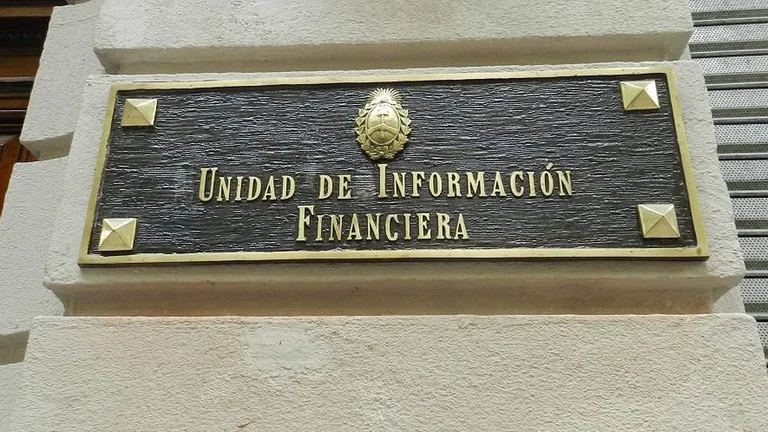 Unidad de Información
Financiera